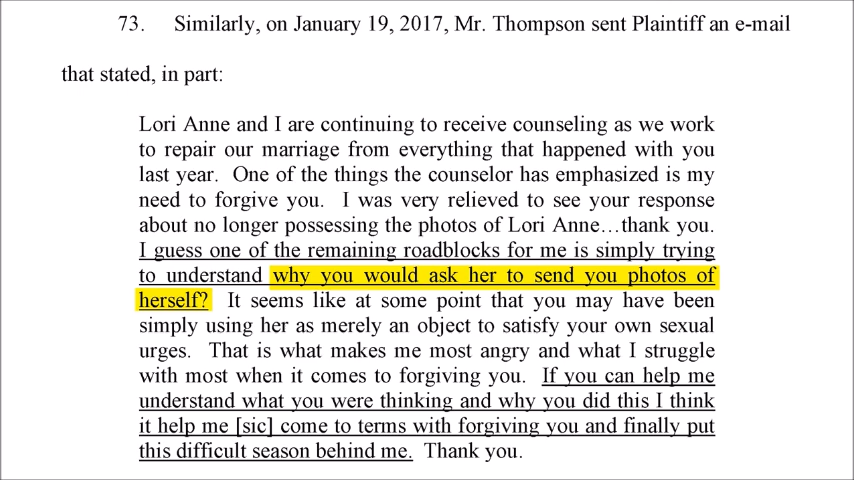 73. Similarly, on January 19, 2017, Mr. Thompson sent Plaintiff an e-mail
that stated, in part:
Lori Anne and I are continuing to receive counseling as we work
to repair our marriage from everything that happened with you
last year. One of the things the counselor has emphasized is my
need to forgive you. I was very relieved to see your response
about no longer possessing the photos of Lori Anne…thank you.
I guess one of the remaining roadblocks for me is simply trying
to understand why you would ask her to send you photos of
herself? It seems like at some point that you may have been
simply using her as merely an object to satisfy your own sexual
urges. That is what makes me most angry and what I struggle
with most when it comes to forgiving you. If you can help me
understand what you were thinking and why you did this I think
it help me [sic] come to terms with forgiving you and finally put
this difficult season behind me. Thank you.